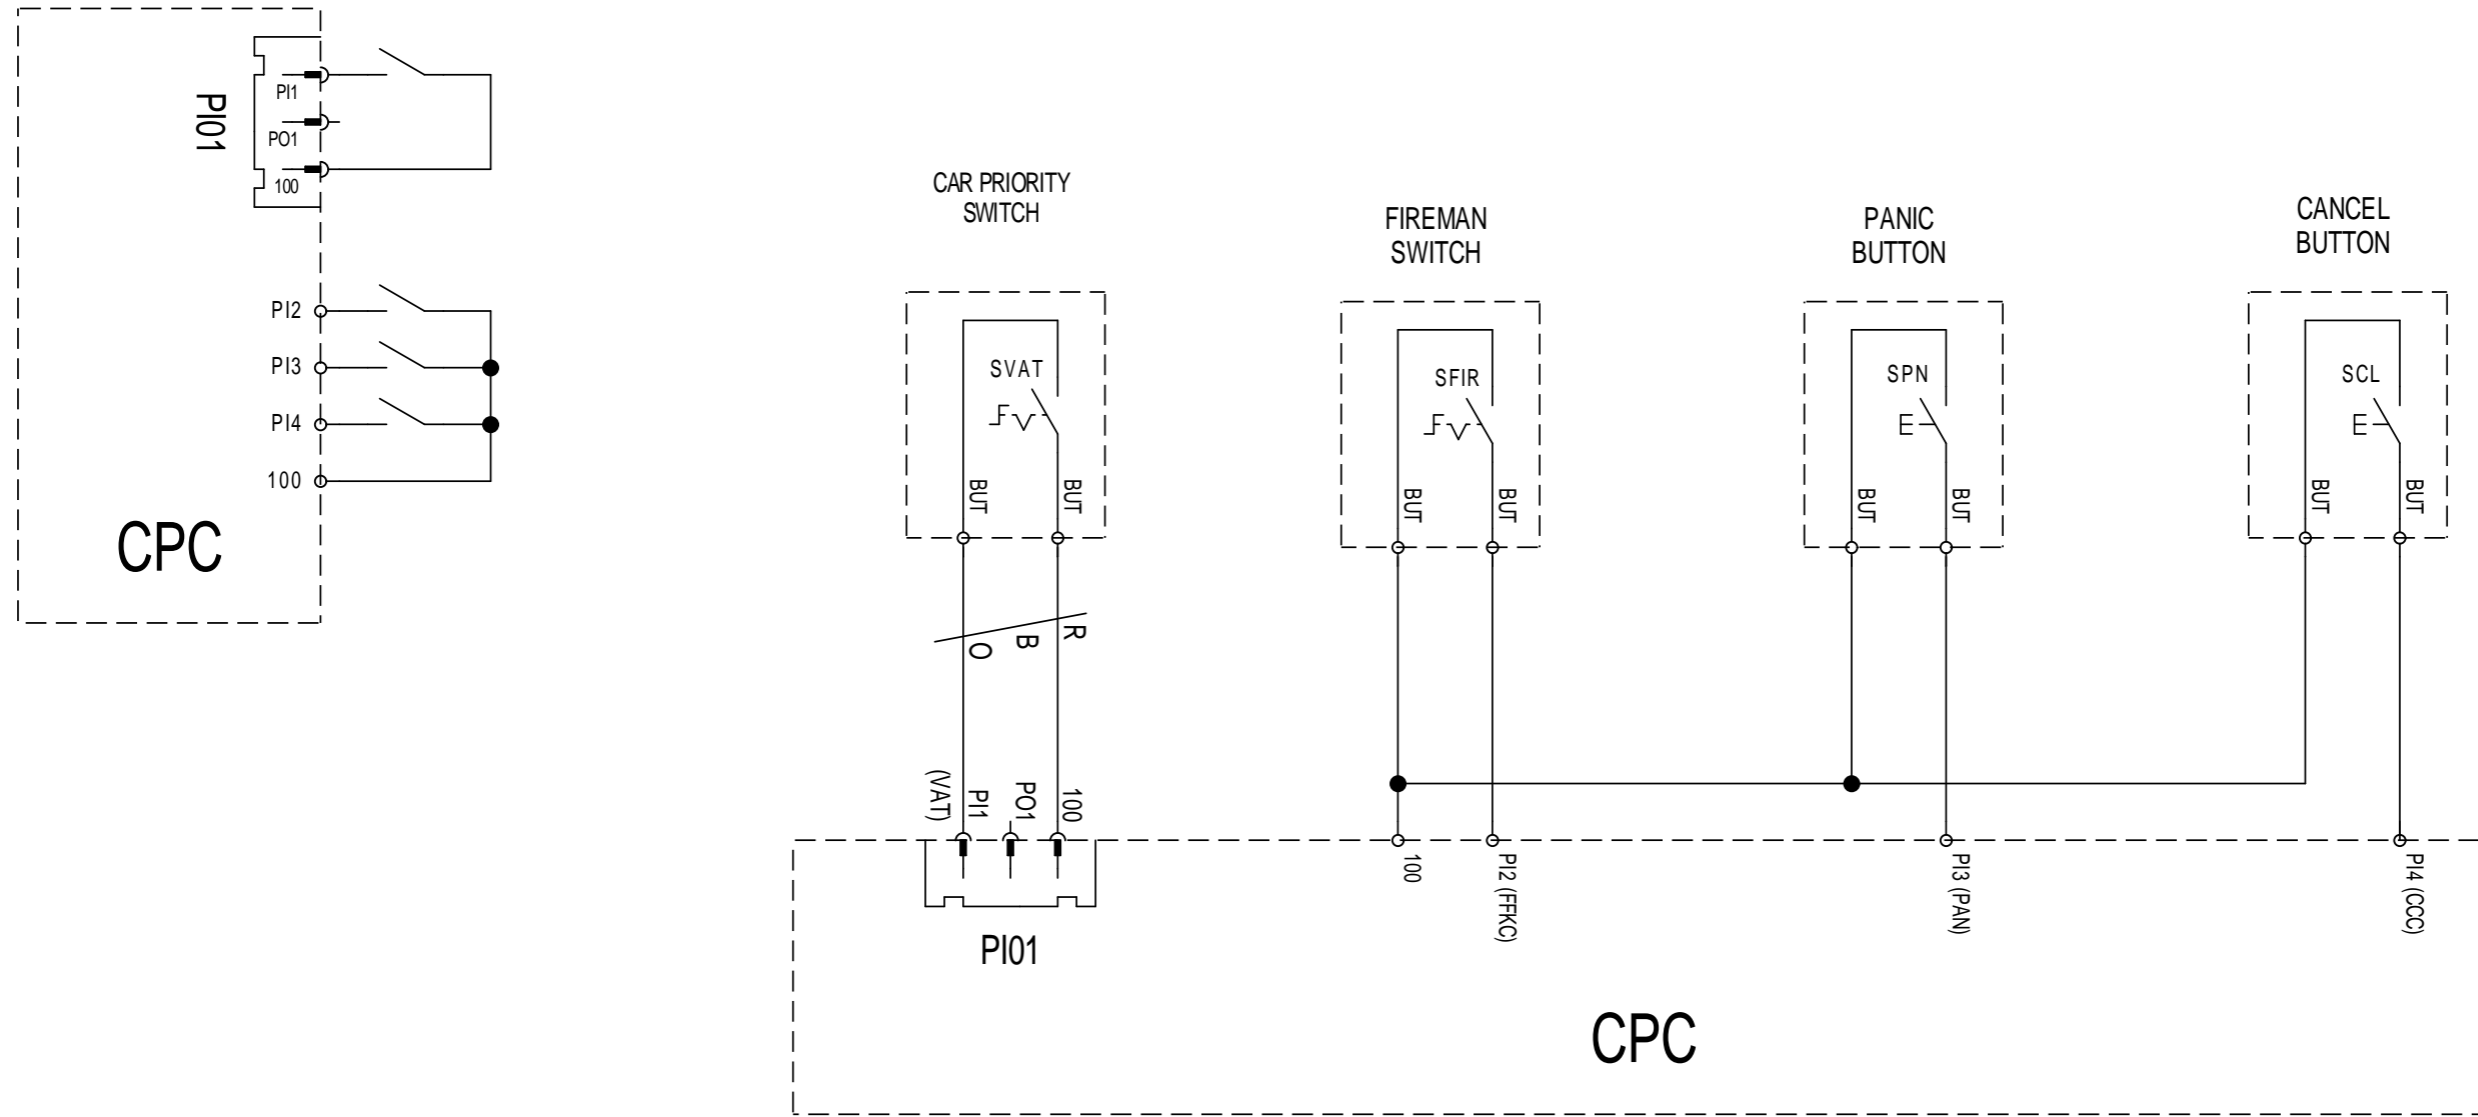 PI01
PI1
PO1
100
PI2
PI3
PI4
100
CPC
CAR PRIORITY
SWITCH
SVAT
BUT
BUT
O
B
R
(VAT)
PI1
PO1
100
PI01
FIREMAN
SWITCH
SFIR
BUT
BUT
100
PI2 (FFKC)
PANIC
BUTTON
SPN
BUT
BUT
PI3 (PAN)
CANCEL
BUTTON
SCL
BUT
BUT
PI4 (CCC)
CPC